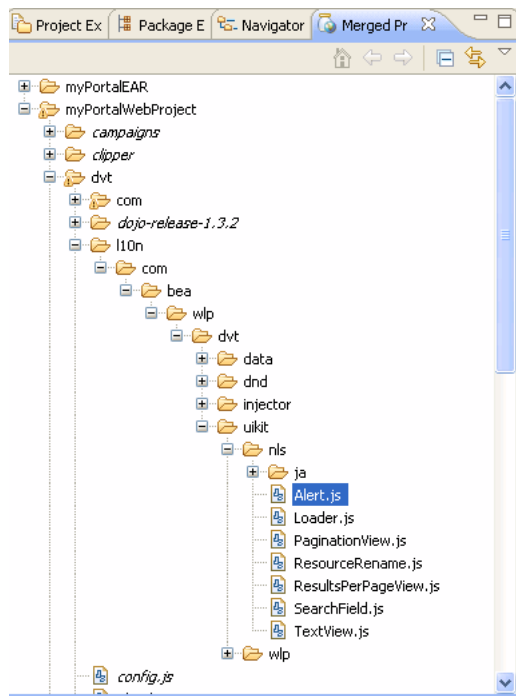 Project Ex Package E Navigator Merged Pr
myPortalEAR
myPortalWebProject
campaigns
clipper
dvt
com
dojo-release-1.3.2
l10n
com
bea
wlp
dvt
data
dnd
injector
uikit
nls
ja
Alert.js
Loader.js
PaginationView.js
ResourceRename.js
ResultsPerPageView.js
SearchField.js
TextView.js
wlp
config.js